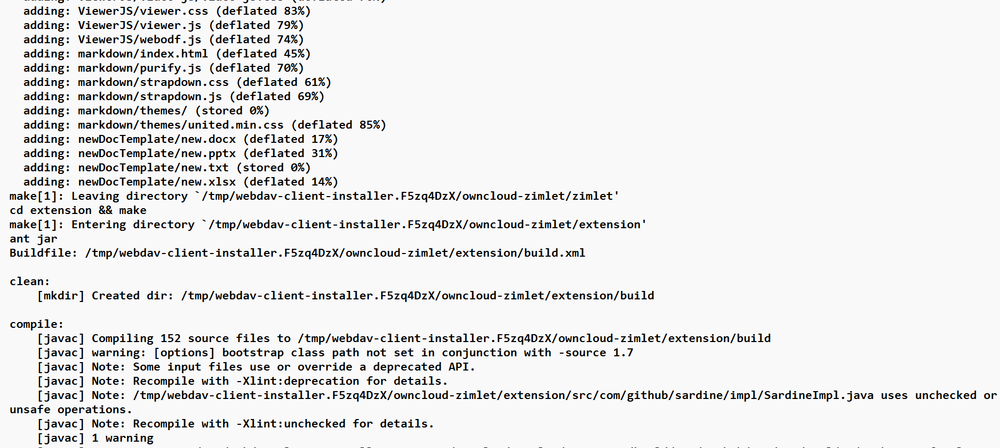 adding: ViewerJS/viewer.css (deflated 83%)
adding: ViewerJS/viewer.js (deflated 79%)
adding: ViewerJS/webodf.js (deflated 74%)
adding: markdown/index.html (deflated 45%)
adding: markdown/purify.js (deflated 70%)
adding: markdown/strapdown.css (deflated 61%)
adding: markdown/strapdown.js (deflated 69%)
adding: markdown/themes/ (stored 0%)
adding: markdown/themes/united.min.css (deflated 85%)
adding: newDocTemplate/new.docx (deflated 17%)
adding: newDocTemplate/new.pptx (deflated 31%)
adding: newDocTemplate/new.txt (stored 0%)
adding: newDocTemplate/new.xlsx (deflated 14%)
make[1]: Leaving directory `/tmp/webdav-client-installer.F5zq4DzX/owncloud-zimlet/zimlet'
cd extension && make
make[1]: Entering directory `/tmp/webdav-client-installer.F5zq4DzX/owncloud-zimlet/extension'
ant jar
Buildfile: /tmp/webdav-client-installer.F5zq4DzX/owncloud-zimlet/extension/build.xml
clean:
[mkdir] Created dir: /tmp/webdav-client-installer.F5zq4DzX/owncloud-zimlet/extension/build
compile:
[javac] Compiling 152 source files to /tmp/webdav-client-installer.F5zq4DzX/owncloud-zimlet/extension/build
[javac] warning: [options] bootstrap class path not set in conjunction with -source 1.7
[javac] Note: Some input files use or override a deprecated API.
[javac] Note: Recompile with -Xlint:deprecation for details.
[javac] Note: /tmp/webdav-client-installer.F5zq4DzX/owncloud-zimlet/extension/src/com/github/sardine/impl/SardineImpl.java uses unchecked or
unsafe operations.
[javac] Note: Recompile with -Xlint:unchecked for details.
[javac] 1 warning